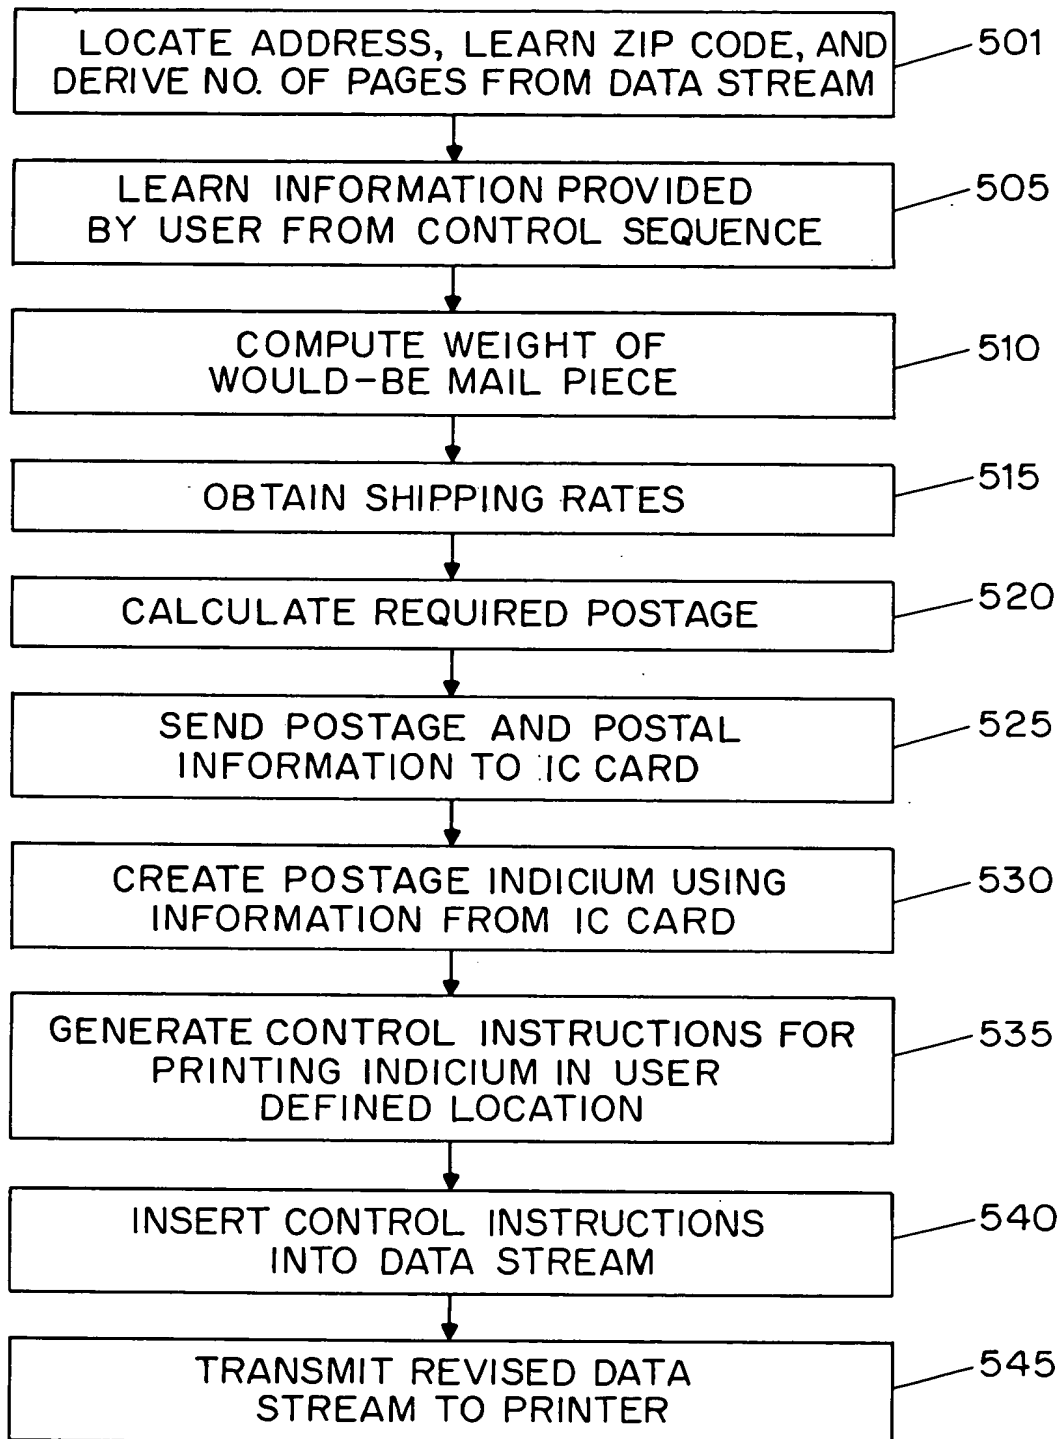 LOCATE ADDRESS, LEARN ZIP CODE, AND
DERIVE NO. OF PAGES FROM DATA STREAM
501
LEARN INFORMATION PROVIDED
BY USER FROM CONTROL SEQUENCE
505
COMPUTE WEIGHT OF
WOULD-BE MAIL PIECE
510
OBTAIN SHIPPING RATES
515
CALCULATE REQUIRED POSTAGE
520
SEND POSTAGE AND POSTAL
INFORMATION TO IC CARD
525
CREATE POSTAGE INDICIUM USING
INFORMATION FROM IC CARD
530
GENERATE CONTROL INSTRUCTIONS FOR
PRINTING INDICIUM IN USER
DEFINED LOCATION
535
INSERT CONTROL INSTRUCTIONS
INTO DATA STREAM
540
TRANSMIT REVISED DATA
STREAM TO PRINTER
545